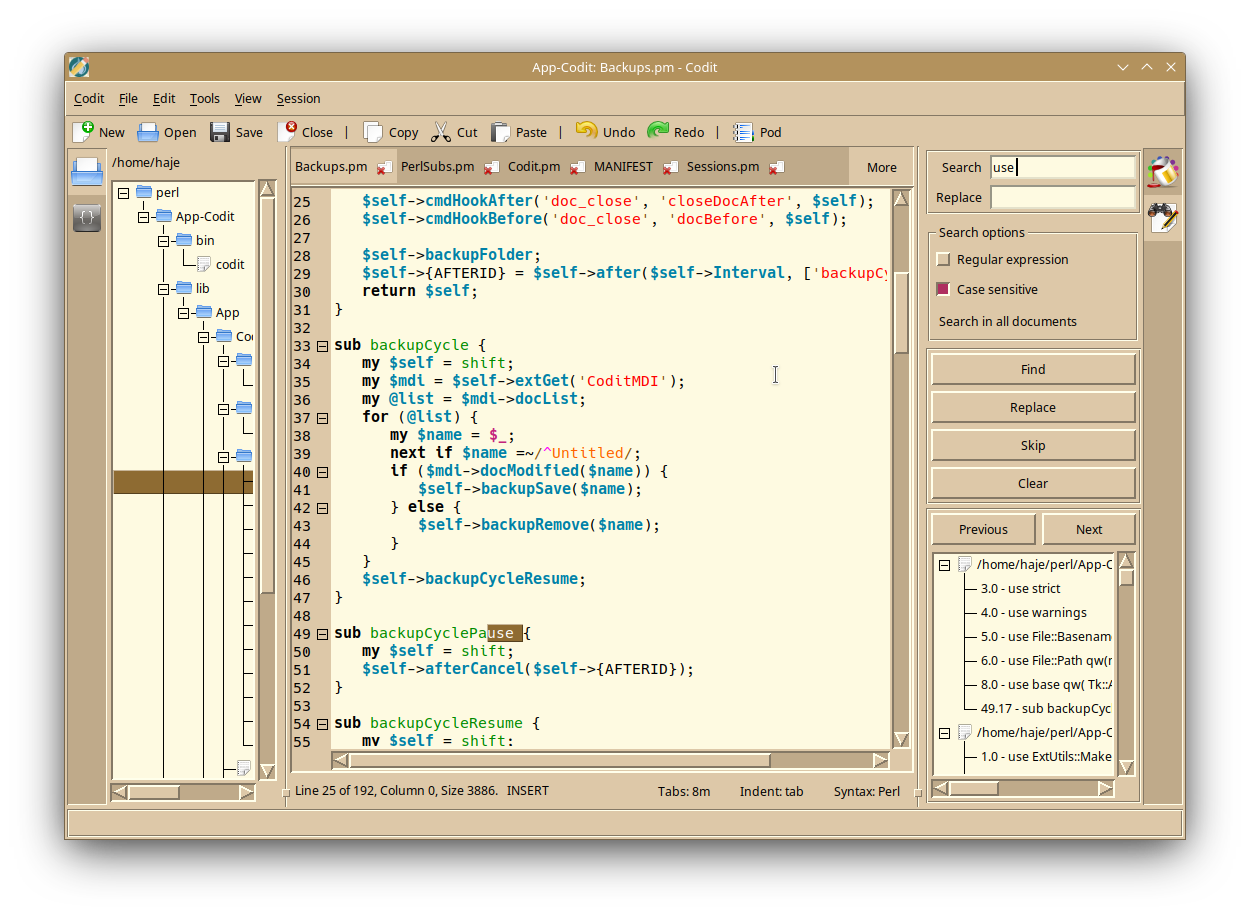 App-Codit: Backups.pm - Codit
Codit File Edit Tools View Session
New Open Save Close | Copy Cut Paste | Undo Redo | Pod
/home/haje
perl
App-Codit
bin
codit
lib
App
Backups.pm PerlSubs.pm Codit.pm MANIFEST Sessions.pm More
25 $self->cmdHookAfter('doc_close', 'closeDocAfter', $self);
26 $self->cmdHookBefore('doc_close', 'docBefore', $self);
27
28 $self->backupFolder;
29 $self->{AFTERID} = $self->after($self->Interval, ['backupCy
30 return $self;
31 }
32
33 sub backupCycle {
34 my $self = shift;
35 my $mdi = $self->extGet('CoditMDI');
36 my @list = $mdi->docList;
37 for (@list) {
38 my $name = $_;
39 next if $name =~/^Untitled/;
40 if ($mdi->docModified($name)) {
41 $self->backupSave($name);
42 } else {
43 $self->backupRemove($name);
44 }
45 }
46 $self->backupCycleResume;
47 }
48
49 sub backupCyclePause {
50 my $self = shift;
51 $self->afterCancel($self->{AFTERID});
52 }
53
54 sub backupCycleResume {
55 my $self = shift;
Line 25 of 192, Column 0, Size 3886. INSERT Tabs: 8m Indent: tab Syntax: Perl
Search use
Replace
Search options
Regular expression
Case sensitive
Search in all documents
Find
Replace
Skip
Clear
Previous Next
/home/haje/perl/App-C
3.0 - use strict
4.0 - use warnings
5.0 - use File::Basenam
6.0 - use File::Path qw(
8.0 - use base qw( Tk::
49.17 - sub backupCyc
/home/haje/perl/App-C
1.0 - use ExtUtils::Make